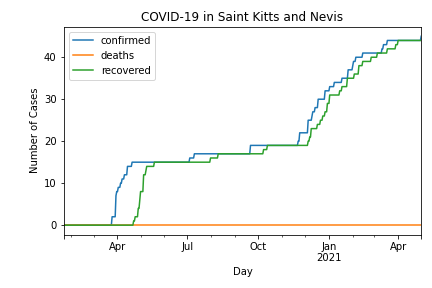 COVID-19 in Saint Kitts and Nevis
confirmed
deaths
recovered
Number of Cases
40
30
20
10
0
Apr
Jul
Oct
Jan
2021
Apr
Day